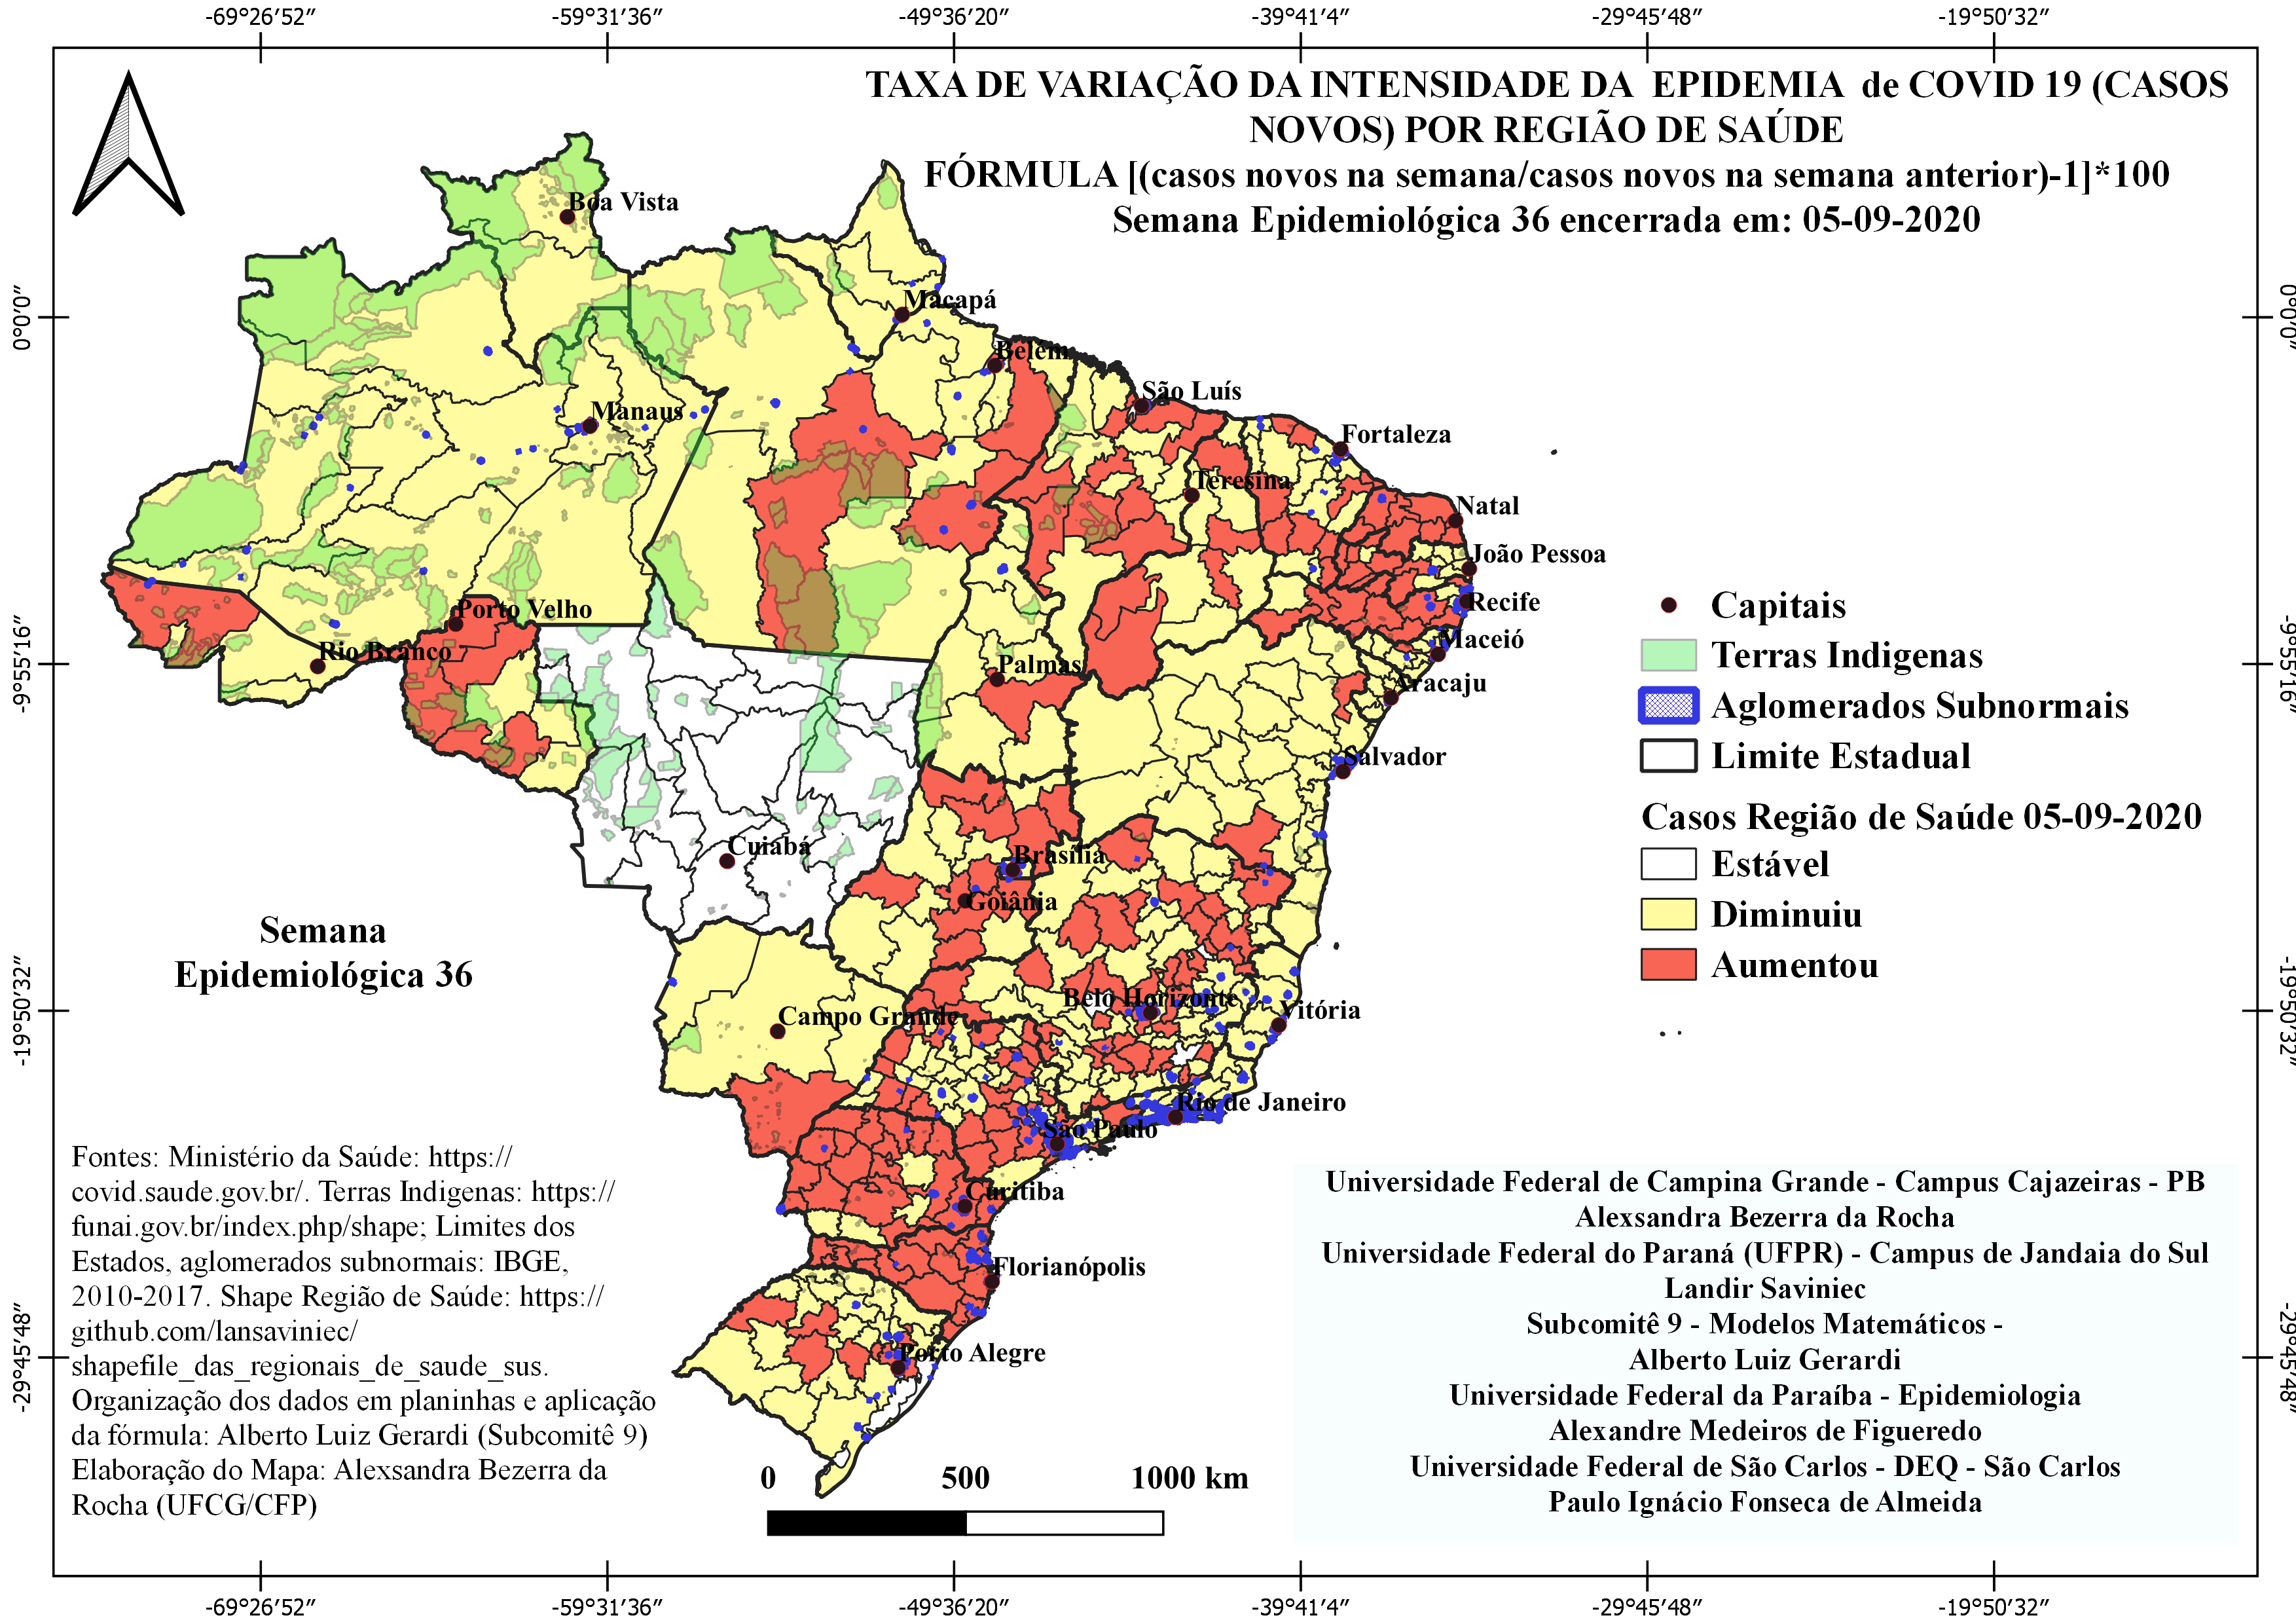 -69°26′52″ -59°31′36″ -49°36′20″ -39°41′4″ -29°45′48″ -19°50′32″
TAXA DE VARIAÇÃO DA INTENSIDADE DA EPIDEMIA de COVID 19 (CASOS
NOVOS) POR REGIÃO DE SAÚDE
FÓRMULA [(casos novos na semana/casos novos na semana anterior)-1]*100
Semana Epidemiológica 36 encerrada em: 05-09-2020
0°0′0″
-9°55′16″
-19°50′32″
-29°45′48″
0°0′0″
-9°55′16″
-19°50′32″
-29°45′48″
Boa Vista
Macapá
Belém
São Luís
Manaus
Fortaleza
Teresina
Natal
João Pessoa
Recife
Porto Velho
Maceió
Rio Branco
Palmas
Aracaju
Salvador
Cuiabá
Brasília
Goiânia
Belo Horizonte
Vitória
Campo Grande
Rio de Janeiro
São Paulo
Curitiba
Florianópolis
Porto Alegre
Capitais
Terras Indigenas
Aglomerados Subnormais
Limite Estadual
Casos Região de Saúde 05-09-2020
Estável
Diminuiu
Aumentou
Semana
Epidemiológica 36
Fontes: Ministério da Saúde: https://
covid.saude.gov.br/. Terras Indigenas: https://
funai.gov.br/index.php/shape; Limites dos
Estados, aglomerados subnormais: IBGE,
2010-2017. Shape Região de Saúde: https://
github.com/lansaviniec/
shapefile_das_regionais_de_saude_sus.
Organização dos dados em planinhas e aplicação
da fórmula: Alberto Luiz Gerardi (Subcomitê 9)
Elaboração do Mapa: Alexsandra Bezerra da
Rocha (UFCG/CFP)
0 500 1000 km
Universidade Federal de Campina Grande - Campus Cajazeiras - PB
Alexsandra Bezerra da Rocha
Universidade Federal do Paraná (UFPR) - Campus de Jandaia do Sul
Landir Saviniec
Subcomitê 9 - Modelos Matemáticos -
Alberto Luiz Gerardi
Universidade Federal da Paraíba - Epidemiologia
Alexandre Medeiros de Figueredo
Universidade Federal de São Carlos - DEQ - São Carlos
Paulo Ignácio Fonseca de Almeida
-69°26′52″ -59°31′36″ -49°36′20″ -39°41′4″ -29°45′48″ -19°50′32″